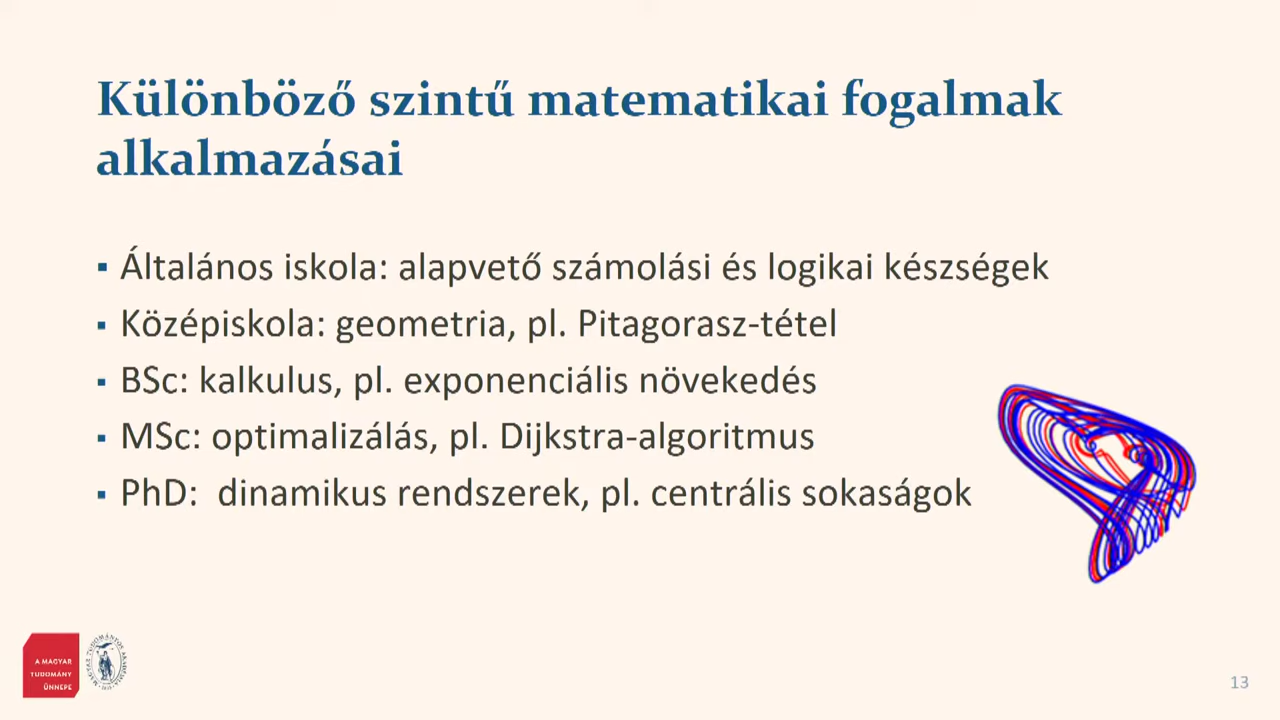 Különböző szintű matematikai fogalmak
alkalmazásai
▪ Általános iskola: alapvető számolási és logikai készségek
▪ Középiskola: geometria, pl. Pitagorasz-tétel
▪ BSc: kalkulus, pl. exponenciális növekedés
▪ MSc: optimalizálás, pl. Dijkstra-algoritmus
▪ PhD: dinamikus rendszerek, pl. centrális sokaságok
A MAGYAR
TUDOMÁNY
ÜNNEPE
13